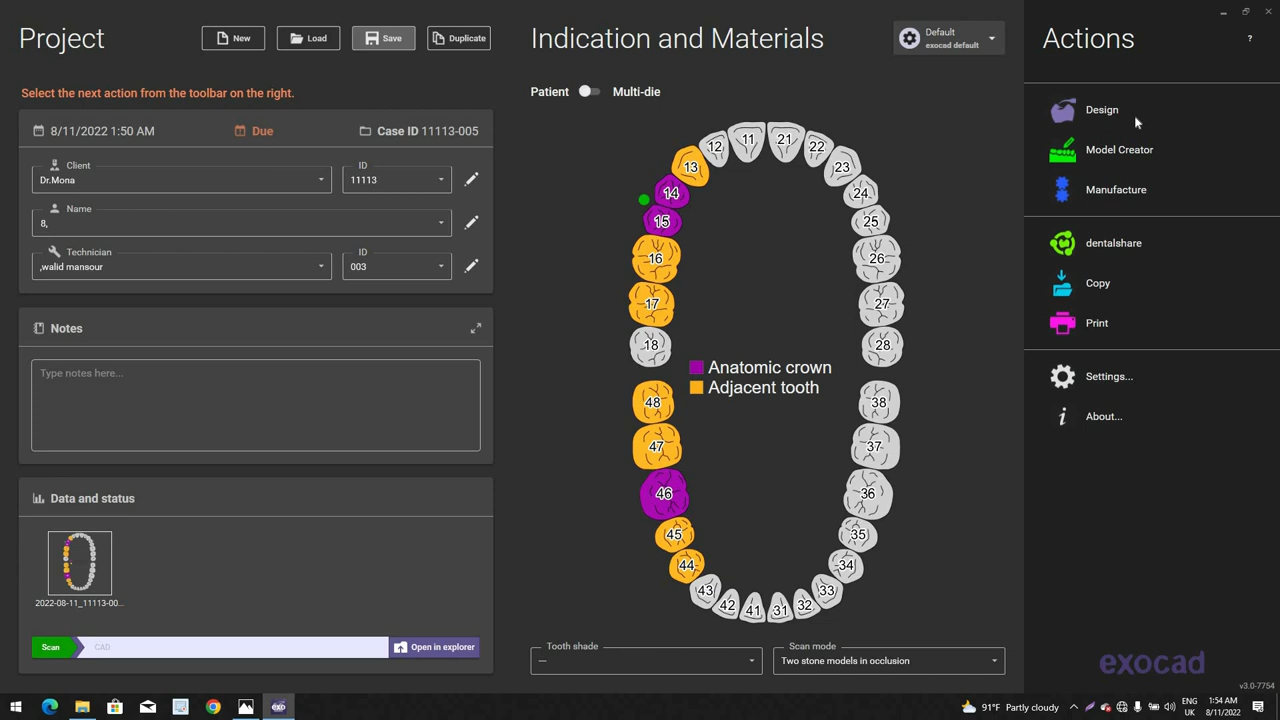 Project
New
Load
Save
Duplicate
Select the next action from the toolbar on the right.
8/11/2022 1:50 AM
Due
Case ID 11113-005
Client
Dr.Mona
ID
11113
Name
8,
Technician
,walid mansour
ID
003
Notes
Type notes here...
Data and status
2022-08-11_11113-00...
Scan
CAD
Open in explorer
Indication and Materials
Default
exocad default
Patient
Multi-die
11
21
12
22
13
23
14
24
15
25
16
26
17
27
18
28
Anatomic crown
Adjacent tooth
48
38
47
37
46
36
45
35
44
34
43
33
42
32
41
31
Tooth shade
—
Scan mode
Two stone models in occlusion
Actions
?
Design
Model Creator
Manufacture
dentalshare
Copy
Print
Settings...
About...
exocad
v3.0-7754
exo
91°F Partly cloudy
ENG
UK
1:54 AM
8/11/2022